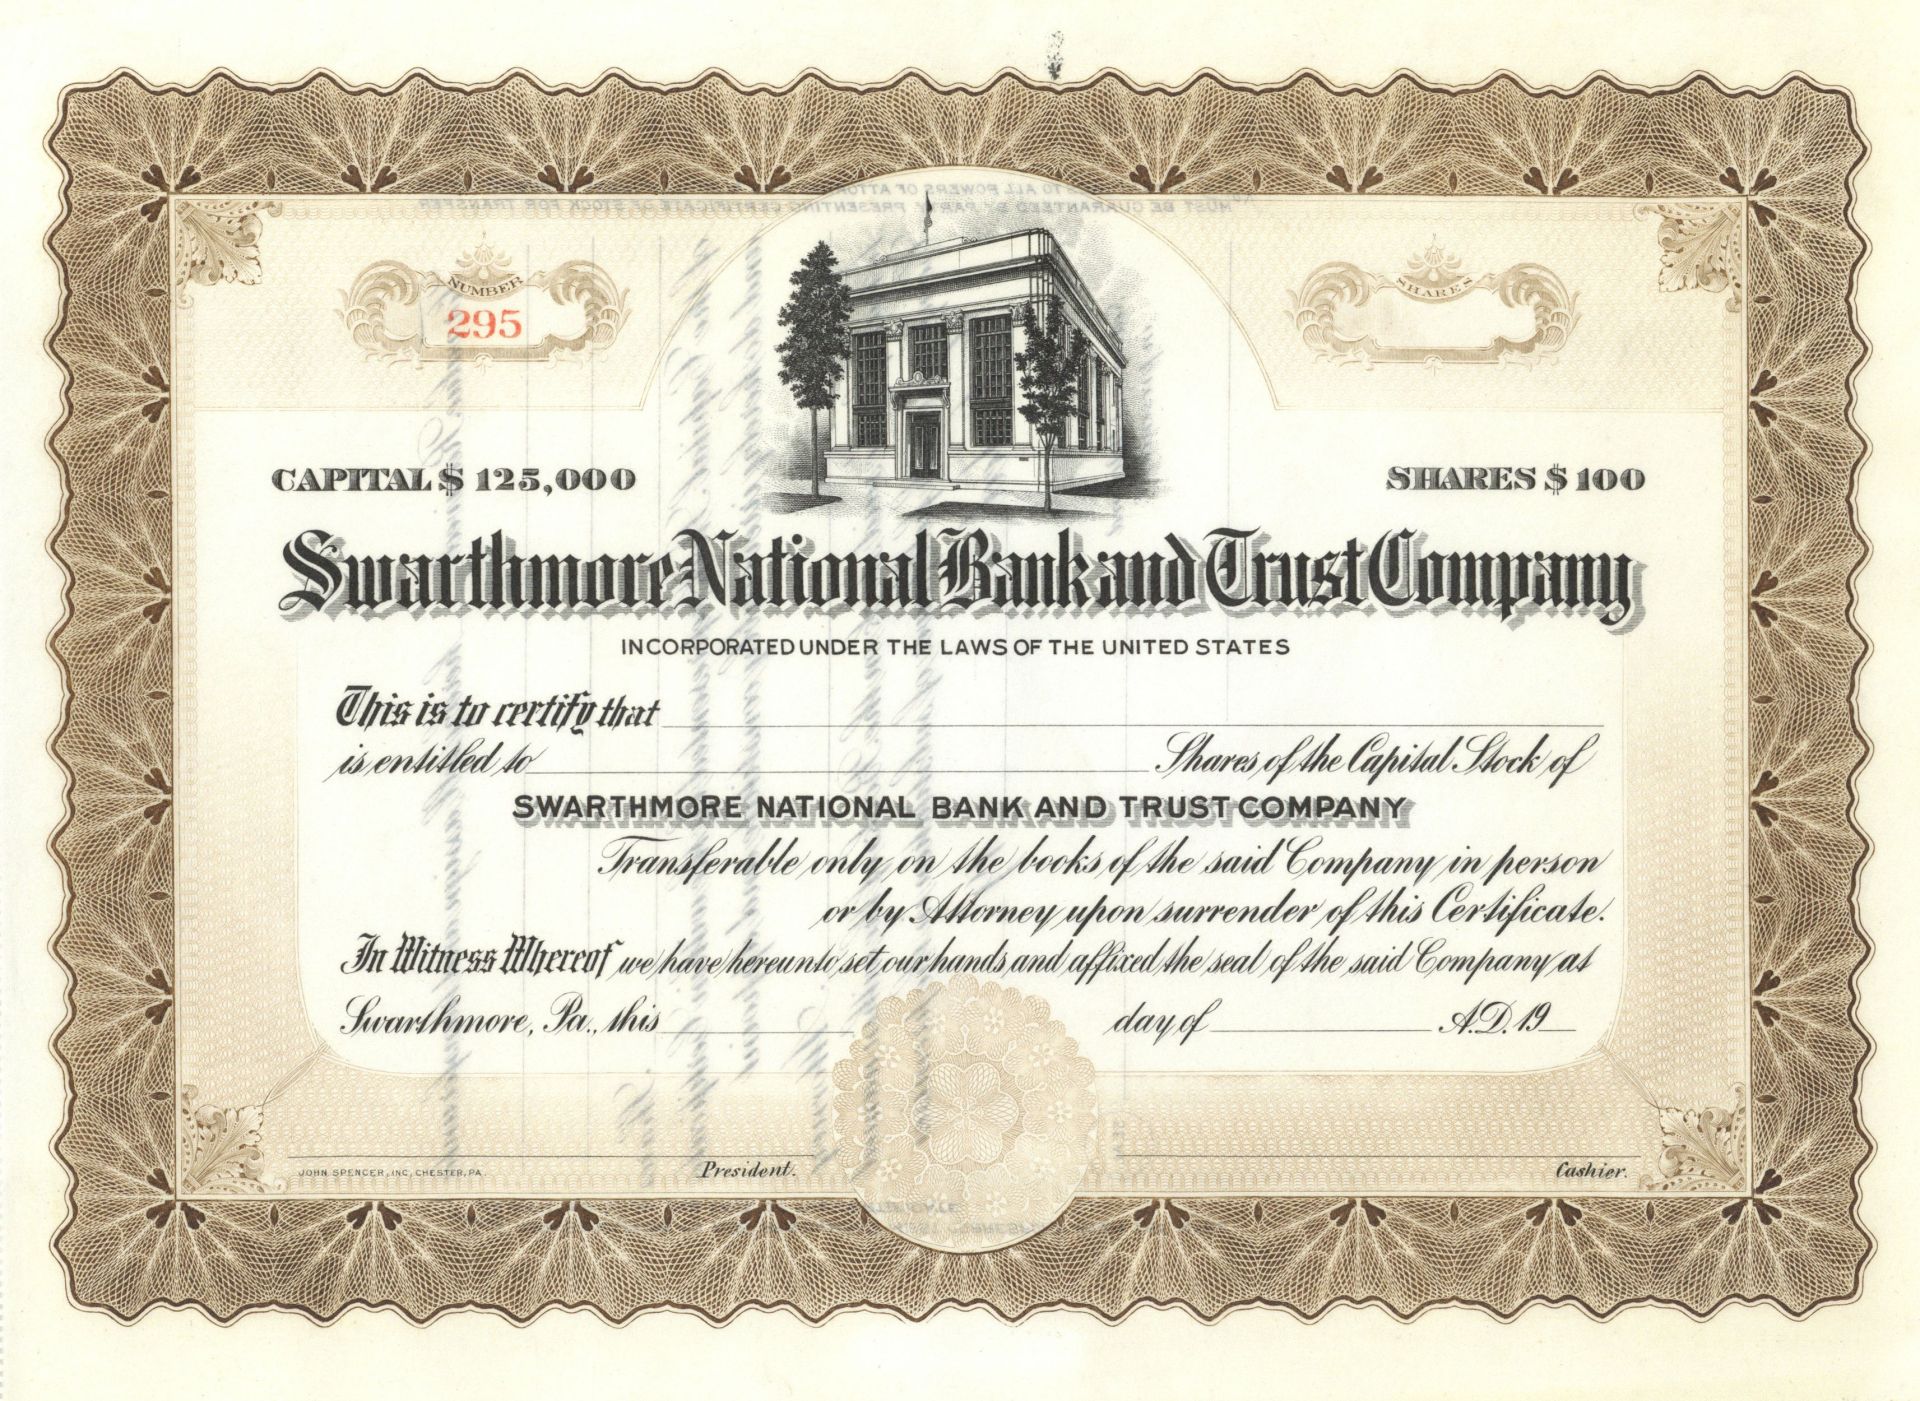 NUMBER
295
SHARES
CAPITAL $ 125,000
SHARES $ 100
Swarthmore National Bank and Trust Company
INCORPORATED UNDER THE LAWS OF THE UNITED STATES
This is to certify that
is entitled to Shares of the Capital Stock of
SWARTHMORE NATIONAL BANK AND TRUST COMPANY
Transferable only on the books of the said Company in person
or by Attorney upon surrender of this Certificate.
In Witness Whereof we have hereunto set our hands and affixed the seal of the said Company at
Swarthmore, Pa., this day of A.D. 19
JOHN SPENCER, INC, CHESTER, PA.
President.
Cashier.